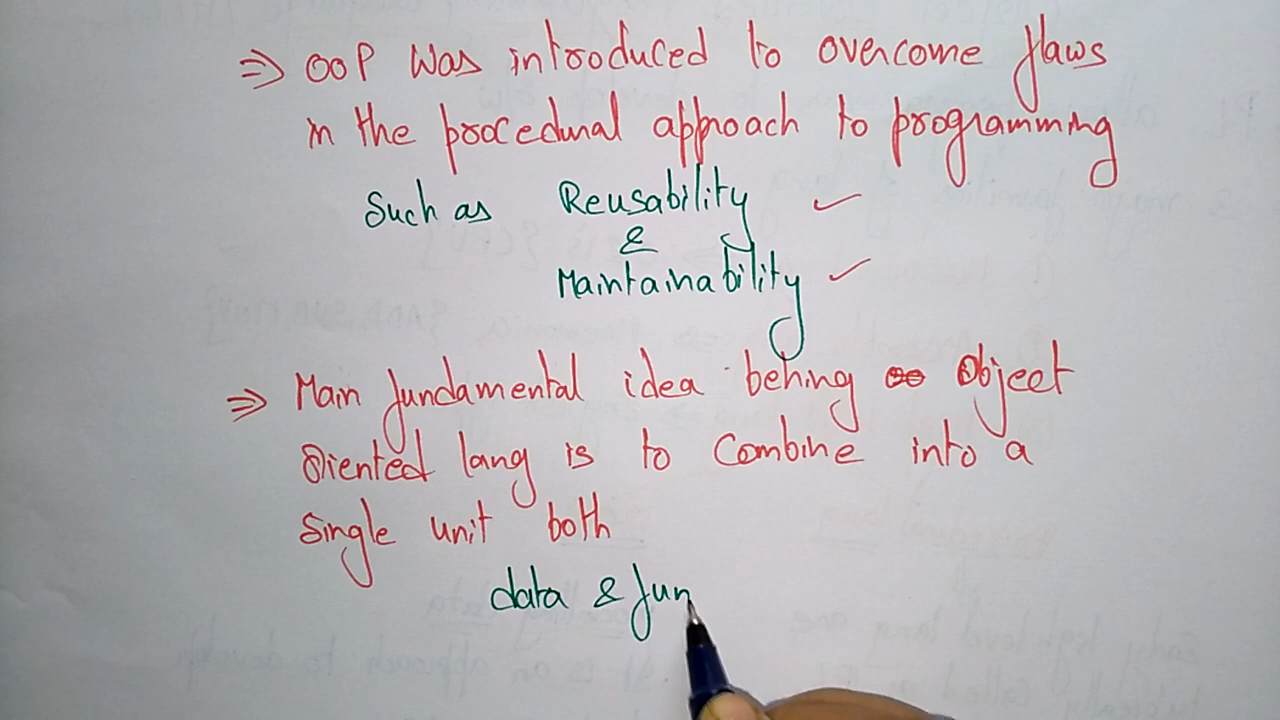 ⇒ OOP was introduced to overcome flaws
in the procedural approach to programming
Such as Reusability ✓
&
Maintainability ✓
⇒ Main fundamental idea behing Object
Oriented lang is to Combine into a
single unit both
data & fun